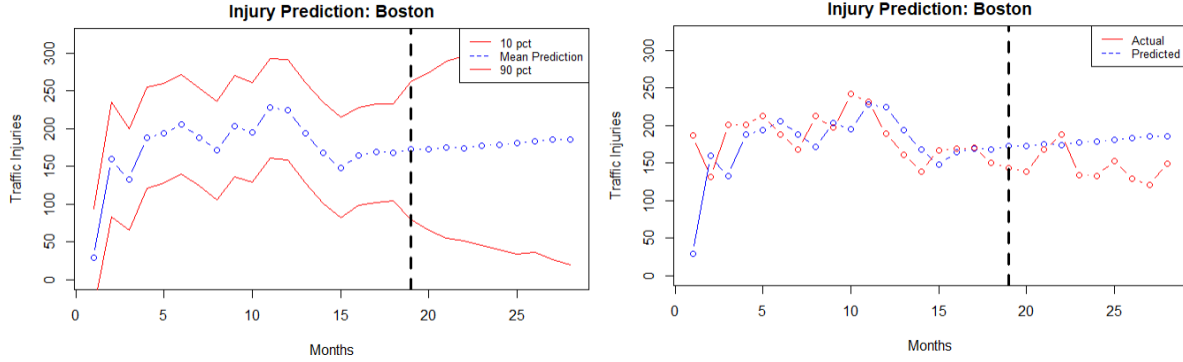 Injury Prediction: Boston
10 pct
Mean Prediction
90 pct
Traffic Injuries
0 50 100 150 200 250 300
0 5 10 15 20 25
Months
Injury Prediction: Boston
Actual
Predicted
Traffic Injuries
0 50 100 150 200 250 300
0 5 10 15 20 25
Months